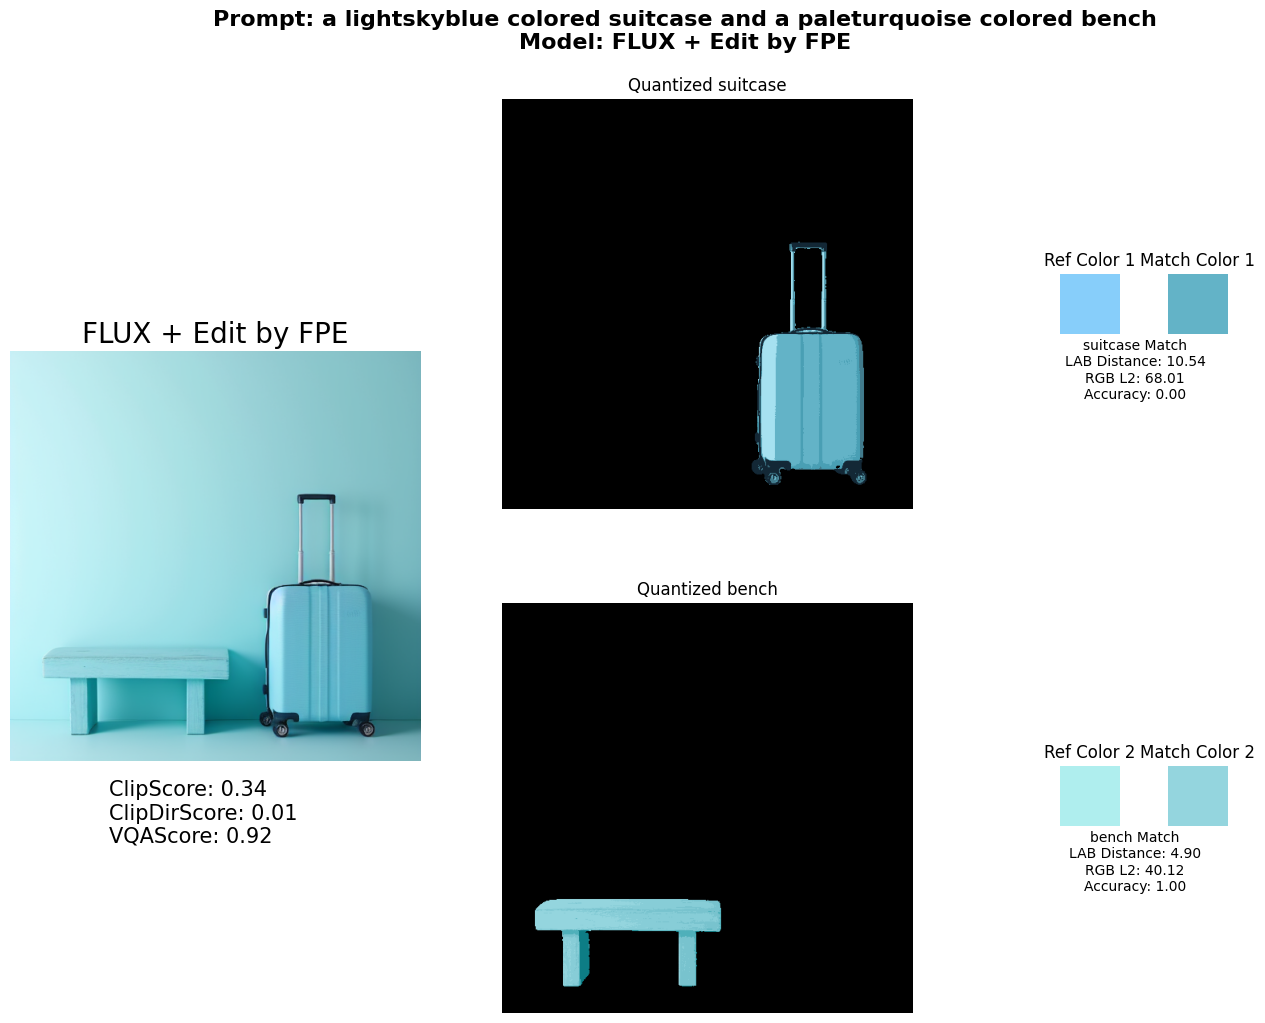 Prompt: a lightskyblue colored suitcase and a paleturquoise colored bench
Model: FLUX + Edit by FPE
Quantized suitcase
Ref Color 1 Match Color 1
suitcase Match
LAB Distance: 10.54
RGB L2: 68.01
Accuracy: 0.00
FLUX + Edit by FPE
ClipScore: 0.34
ClipDirScore: 0.01
VQAScore: 0.92
Quantized bench
Ref Color 2 Match Color 2
bench Match
LAB Distance: 4.90
RGB L2: 40.12
Accuracy: 1.00